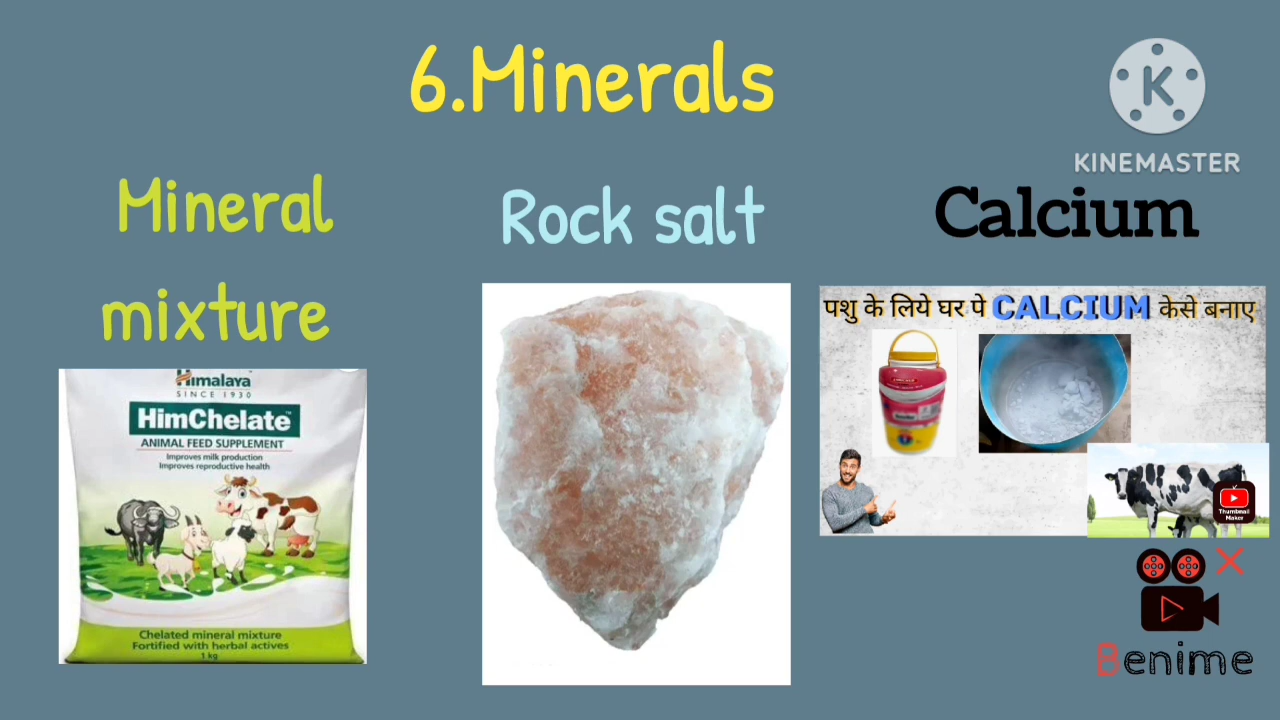 6.Minerals
K
KINEMASTER
Mineral
mixture
Rock salt
Calcium
Himalaya
SINCE 1930
HimChelate™
ANIMAL FEED SUPPLEMENT
Improves milk production
Improves reproductive health
Chelated mineral mixture
Fortified with herbal actives
1 kg
पशु के लिये घर पे CALCIUM केसे बनाए
Thumbnail
Maker
Benime